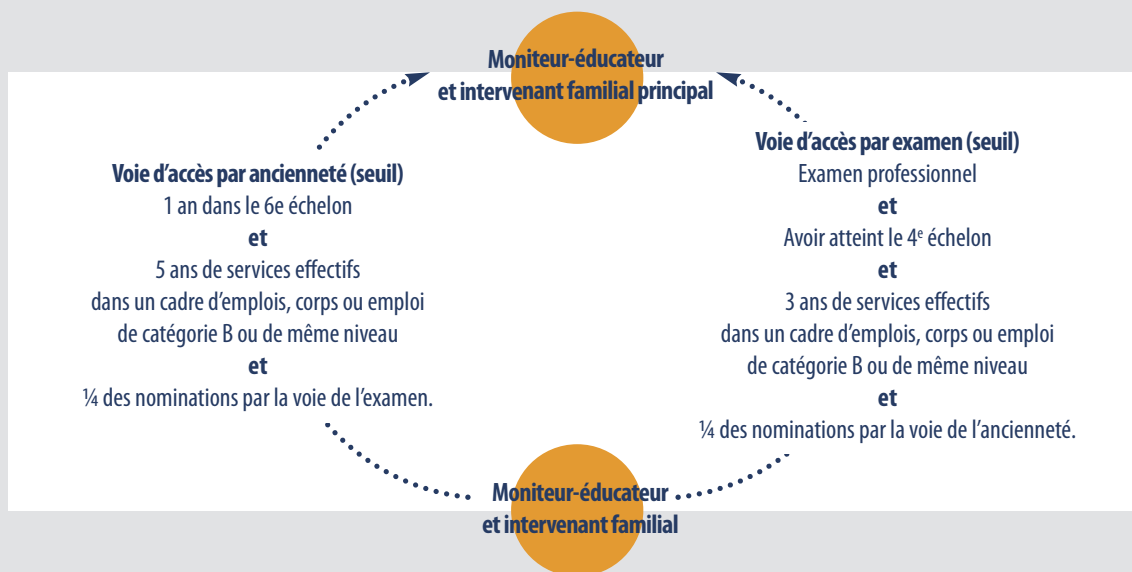 Moniteur-éducateur
et intervenant familial principal
Voie d'accès par ancienneté (seuil)
1 an dans le 6e échelon
et
5 ans de services effectifs
dans un cadre d'emplois, corps ou emploi
de catégorie B ou de même niveau
et
¼ des nominations par la voie de l'examen.
Voie d'accès par examen (seuil)
Examen professionnel
et
Avoir atteint le 4e échelon
et
3 ans de services effectifs
dans un cadre d'emplois, corps ou emploi
de catégorie B ou de même niveau
et
¼ des nominations par la voie de l'ancienneté.
Moniteur-éducateur
et intervenant familial